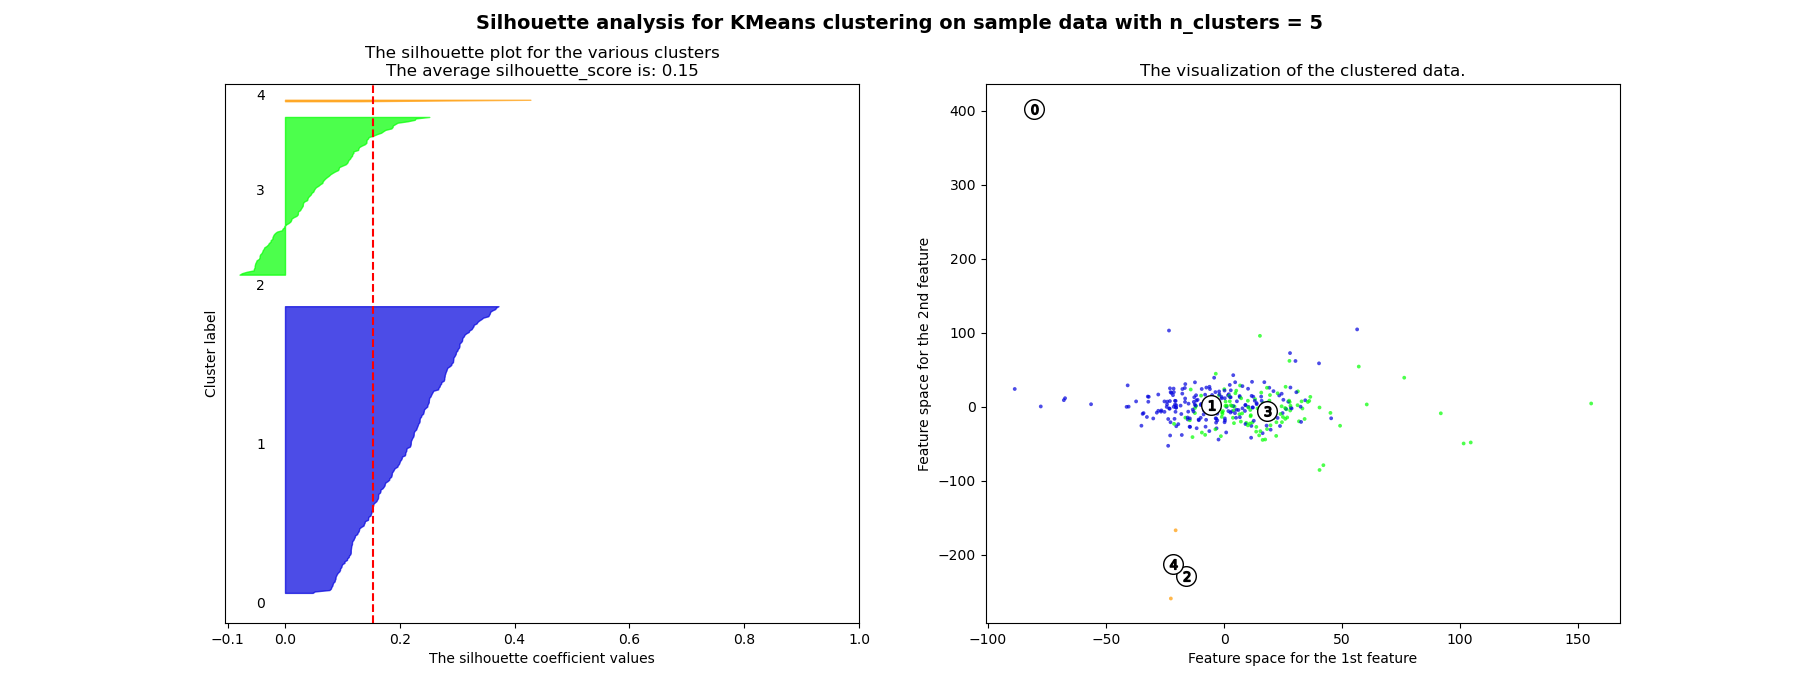 Silhouette analysis for KMeans clustering on sample data with n_clusters = 5
The silhouette plot for the various clusters
The average silhouette_score is: 0.15
4
3
2
1
0
Cluster label
−0.1 0.0 0.2 0.4 0.6 0.8 1.0
The silhouette coefficient values
The visualization of the clustered data.
400
300
200
100
0
−100
−200
Feature space for the 2nd feature
0
1
3
4
2
−100 −50 0 50 100 150
Feature space for the 1st feature